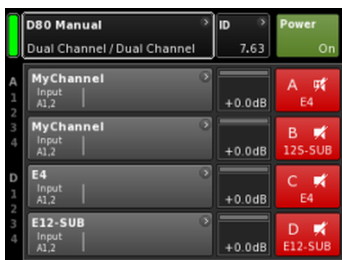 D80 Manual
Dual Channel / Dual Channel
ID
7.63
Power
On
A
1
2
3
4
MyChannel
Input
A1,2
+0.0dB
A
E4
MyChannel
Input
A1,2
+0.0dB
B
12S-SUB
D
1
2
3
4
E4
Input
A1,2
+0.0dB
C
E4
E12-SUB
Input
A1,2
+0.0dB
D
E12-SUB